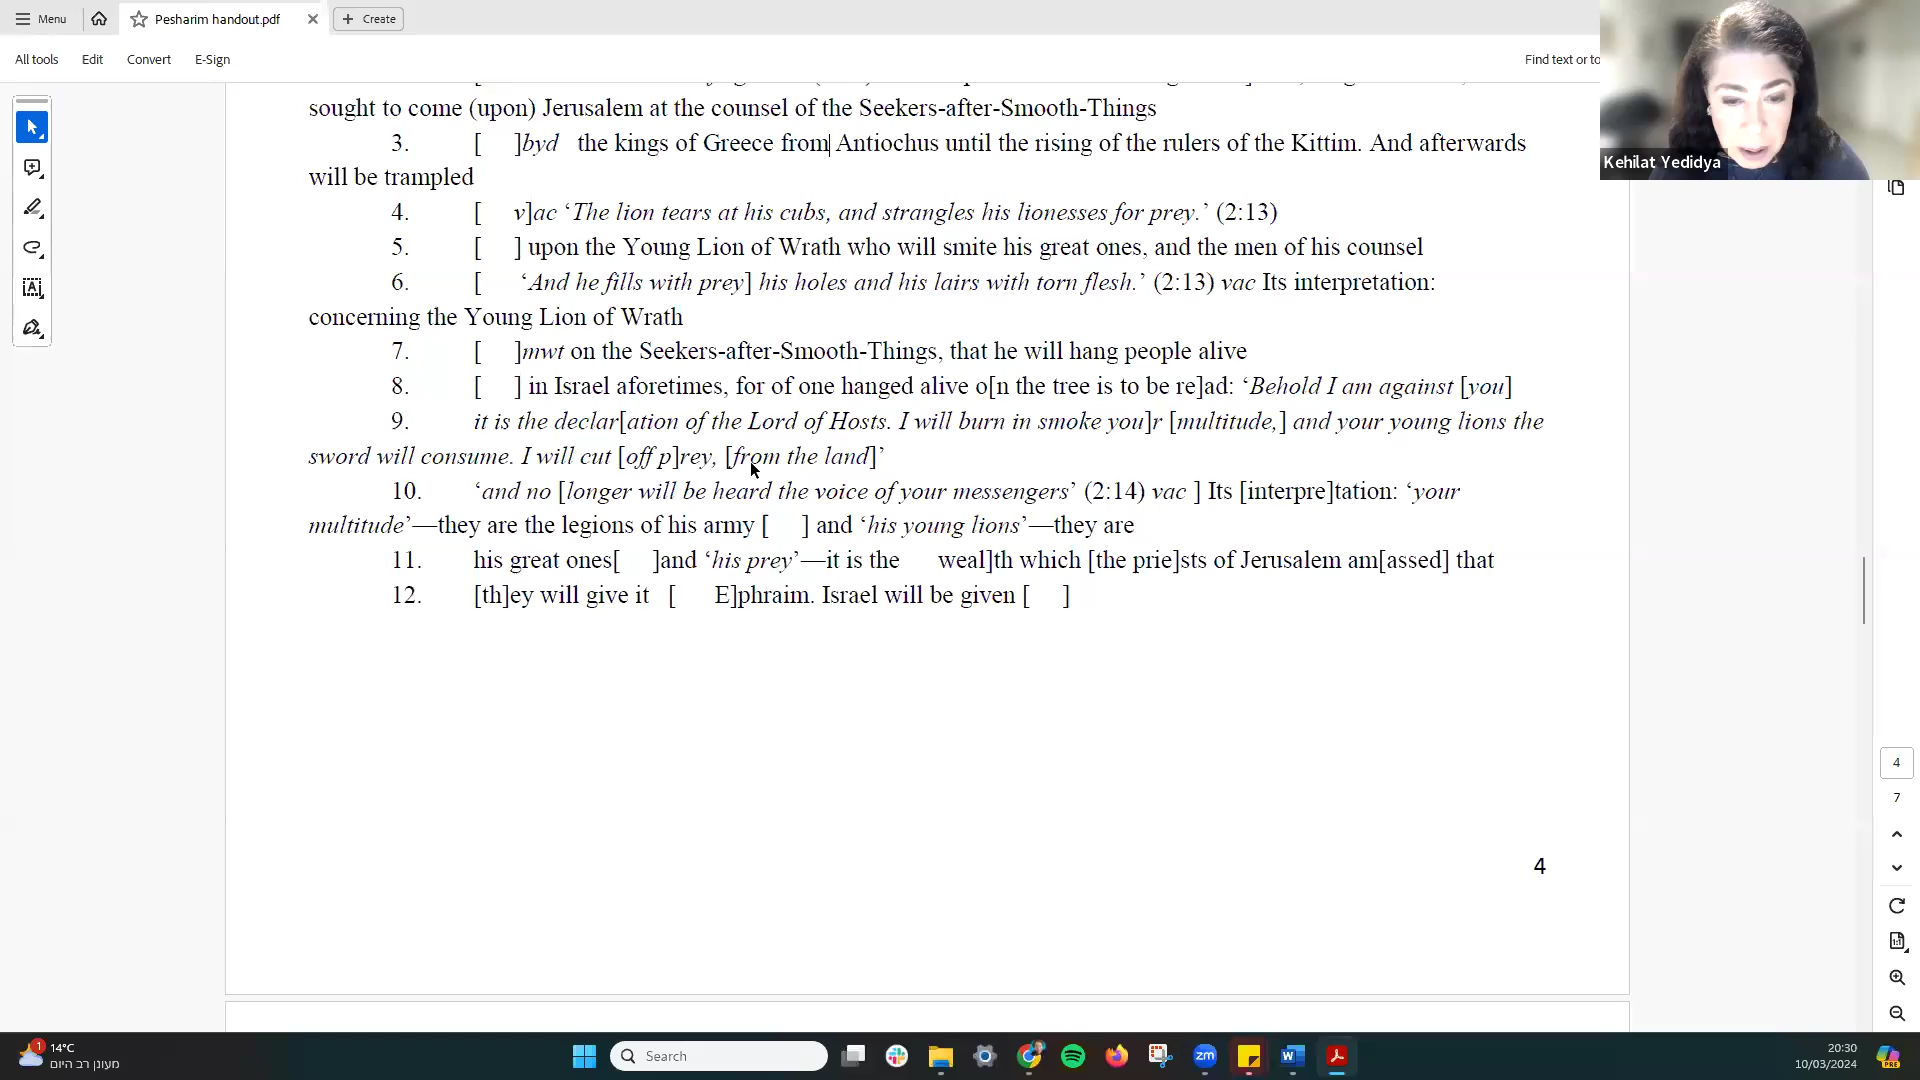 Menu
Pesharim handout.pdf
Create
All tools
Edit
Convert
E-Sign
Find text or to
Kehilat Yedidya
sought to come (upon) Jerusalem at the counsel of the Seekers-after-Smooth-Things
3. [ ]byd the kings of Greece from Antiochus until the rising of the rulers of the Kittim. And afterwards
will be trampled
4. [ v]ac ‘The lion tears at his cubs, and strangles his lionesses for prey.’ (2:13)
5. [ ] upon the Young Lion of Wrath who will smite his great ones, and the men of his counsel
6. [ ‘And he fills with prey] his holes and his lairs with torn flesh.’ (2:13) vac Its interpretation:
concerning the Young Lion of Wrath
7. [ ]mwt on the Seekers-after-Smooth-Things, that he will hang people alive
8. [ ] in Israel aforetimes, for of one hanged alive o[n the tree is to be re]ad: ‘Behold I am against [you]
9. it is the declar[ation of the Lord of Hosts. I will burn in smoke you]r [multitude,] and your young lions the
sword will consume. I will cut [off p]rey, [from the land]’
10. ‘and no [longer will be heard the voice of your messengers’ (2:14) vac ] Its [interpre]tation: ‘your
multitude’—they are the legions of his army [ ] and ‘his young lions’—they are
11. his great ones[ ]and ‘his prey’—it is the weal]th which [the prie]sts of Jerusalem am[assed] that
12. [th]ey will give it [ E]phraim. Israel will be given [ ]
4
4
7
1
14°C
מעונן רב היום
Search
zm
20:30
10/03/2024